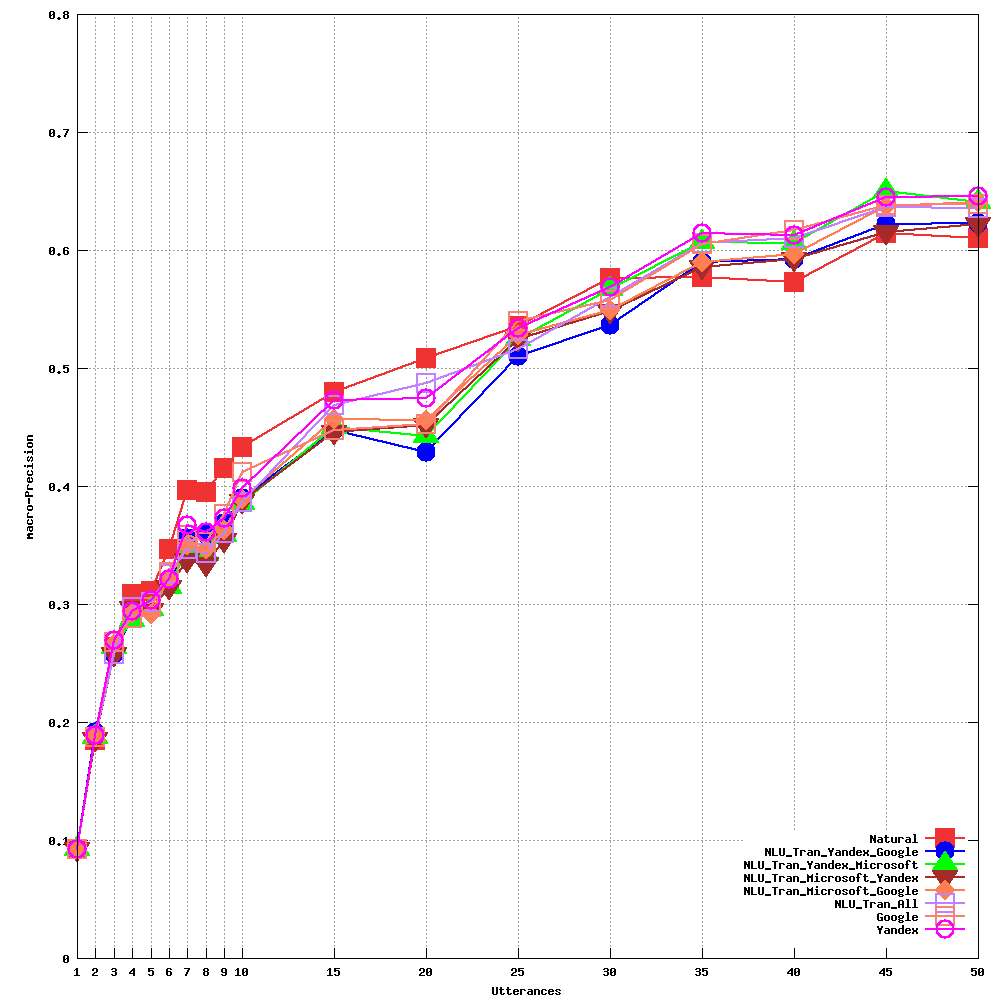 0.8
0.7
0.6
0.5
0.4
0.3
0.2
0.1
0
Macro-Precision
Natural
NLU_Tran_Yandex_Google
NLU_Tran_Yandex_Microsoft
NLU_Tran_Microsoft_Yandex
NLU_Tran_Microsoft_Google
NLU_Tran_All
Google
Yandex
1 2 3 4 5 6 7 8 9 10 15 20 25 30 35 40 45 50
Utterances